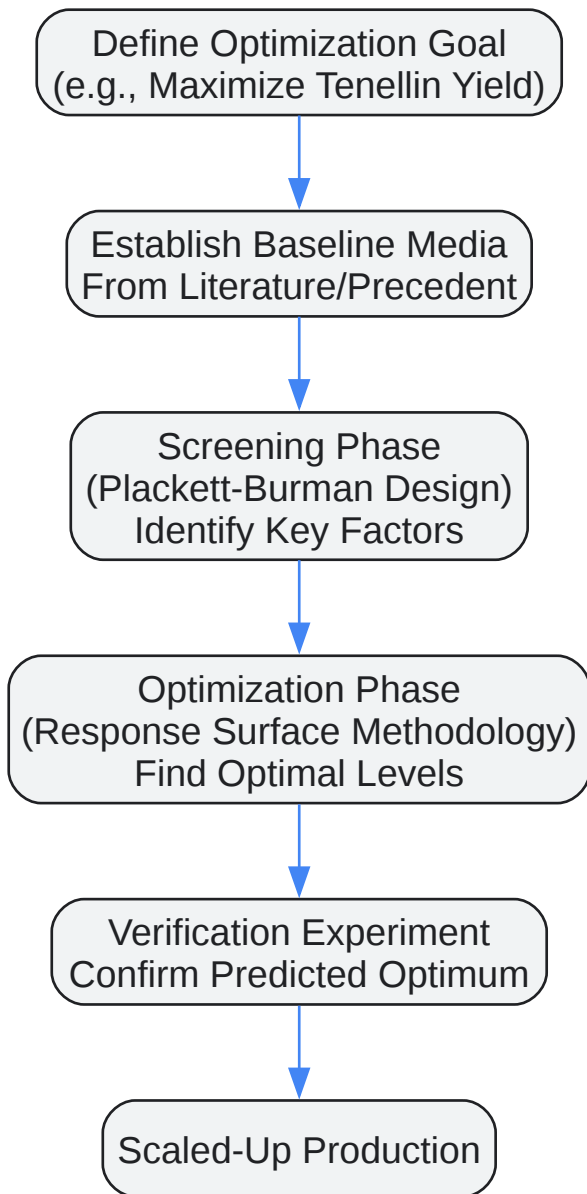 Define Optimization Goal
(e.g., Maximize Tenellin Yield)
Establish Baseline Media
From Literature/Precedent
Screening Phase
(Plackett-Burman Design)
Identify Key Factors
Optimization Phase
(Response Surface Methodology)
Find Optimal Levels
Verification Experiment
Confirm Predicted Optimum
Scaled-Up Production